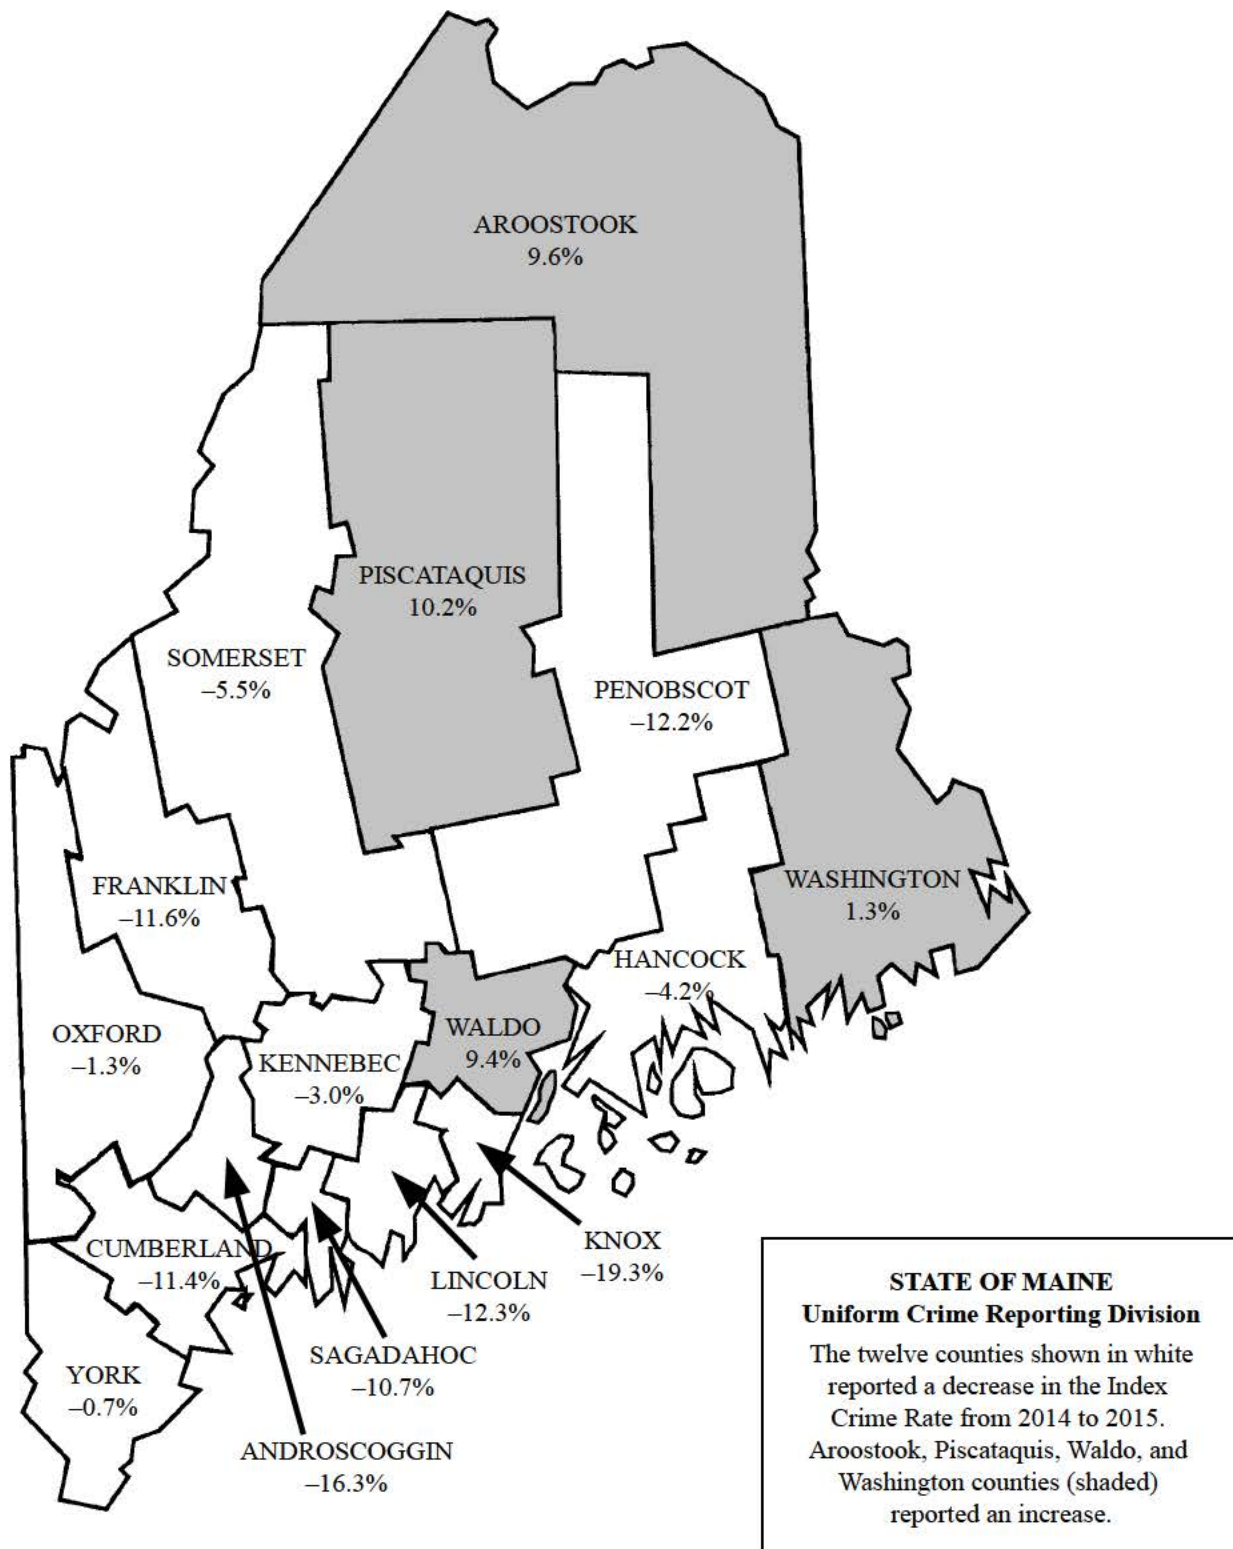 AROOSTOOK
9.6%
PISCATAQUIS
10.2%
SOMERSET
–5.5%
PENOBSCOT
–12.2%
FRANKLIN
–11.6%
WASHINGTON
1.3%
HANCOCK
–4.2%
OXFORD
–1.3%
WALDO
9.4%
KENNEBEC
–3.0%
KNOX
–19.3%
CUMBERLAND
–11.4%
LINCOLN
–12.3%
SAGADAHOC
–10.7%
YORK
–0.7%
ANDROSCOGGIN
–16.3%
STATE OF MAINE
Uniform Crime Reporting Division
The twelve counties shown in white
reported a decrease in the Index
Crime Rate from 2014 to 2015.
Aroostook, Piscataquis, Waldo, and
Washington counties (shaded)
reported an increase.